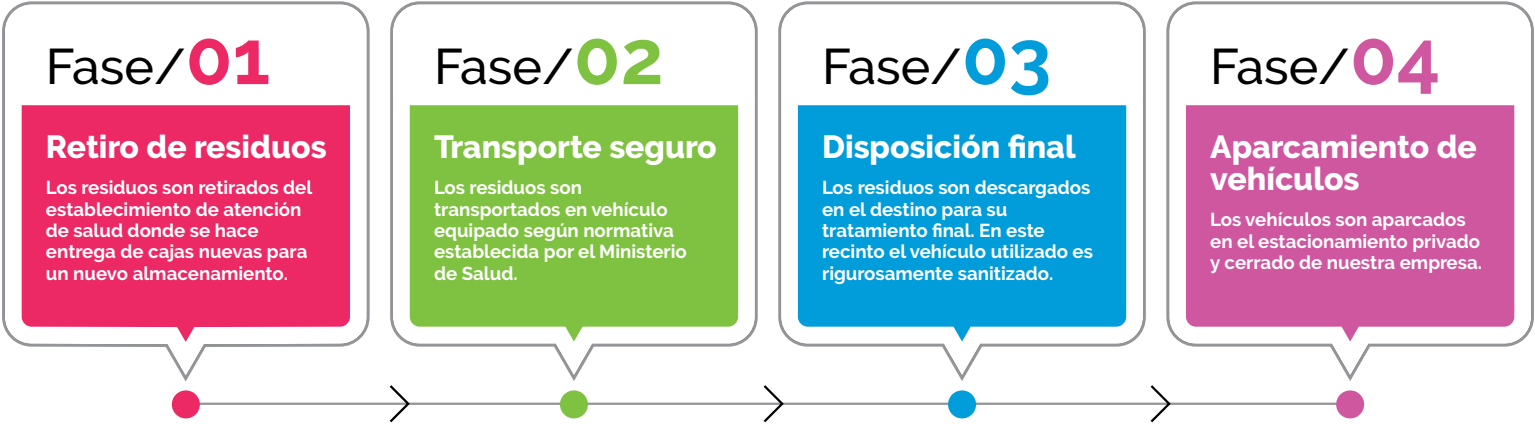 Fase/01
Retiro de residuos
Los residuos son retirados del
establecimiento de atención
de salud donde se hace
entrega de cajas nuevas para
un nuevo almacenamiento.
Fase/02
Transporte seguro
Los residuos son
transportados en vehículo
equipado según normativa
establecida por el Ministerio
de Salud.
Fase/03
Disposición final
Los residuos son descargados
en el destino para su
tratamiento final. En este
recinto el vehículo utilizado es
rigurosamente sanitizado.
Fase/04
Aparcamiento de
vehículos
Los vehículos son aparcados
en el estacionamiento privado
y cerrado de nuestra empresa.